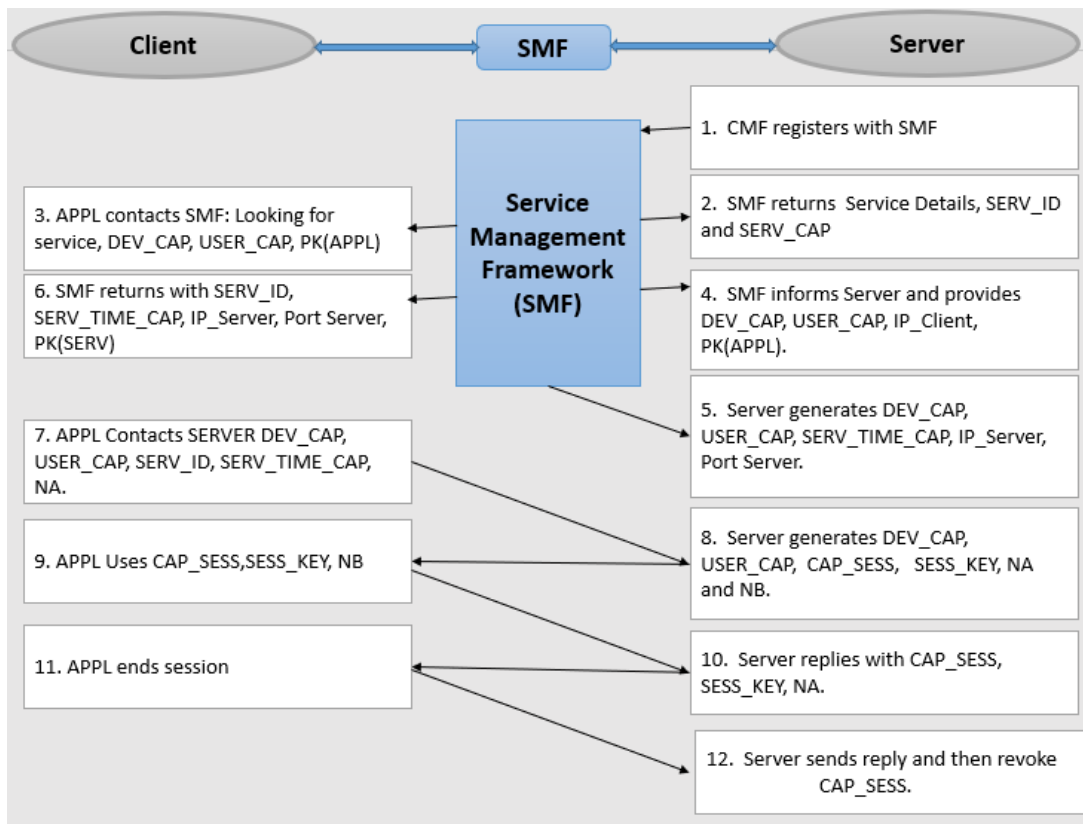 Client
SMF
Server
1. CMF registers with SMF
Service
Management
Framework
(SMF)
3. APPL contacts SMF: Looking for
service, DEV_CAP, USER_CAP, PK(APPL)
2. SMF returns Service Details, SERV_ID
and SERV_CAP
6. SMF returns with SERV_ID,
SERV_TIME_CAP, IP_Server, Port Server,
PK(SERV)
4. SMF informs Server and provides
DEV_CAP, USER_CAP, IP_Client,
PK(APPL).
5. Server generates DEV_CAP,
USER_CAP, SERV_TIME_CAP, IP_Server,
Port Server.
7. APPL Contacts SERVER DEV_CAP,
USER_CAP, SERV_ID, SERV_TIME_CAP,
NA.
8. Server generates DEV_CAP,
USER_CAP, CAP_SESS, SESS_KEY, NA
and NB.
9. APPL Uses CAP_SESS,SESS_KEY, NB
10. Server replies with CAP_SESS,
SESS_KEY, NA.
11. APPL ends session
12. Server sends reply and then revoke
CAP_SESS.